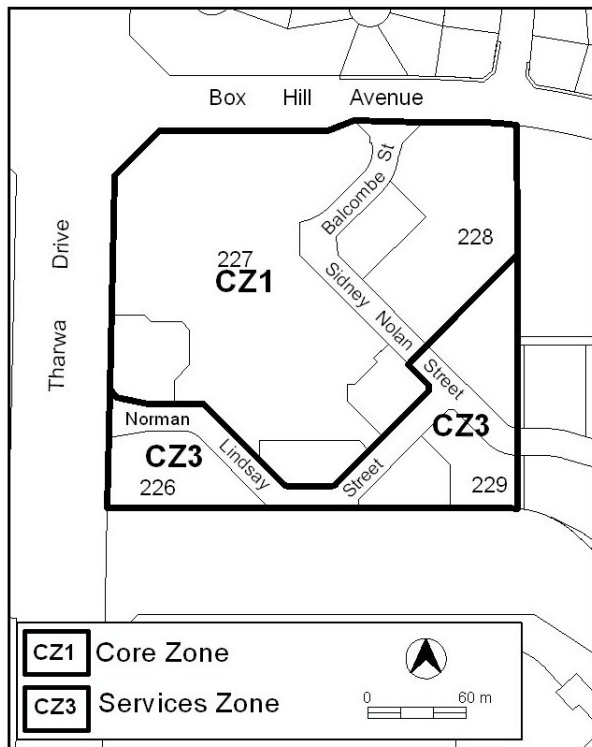 Box Hill Avenue
Balcombe St
Tharwa Drive
228
227
CZ1
Sidney Nolan Street
Norman Lindsay Street
CZ3
CZ3
226
229
CZ1 Core Zone
CZ3 Services Zone
0 60 m